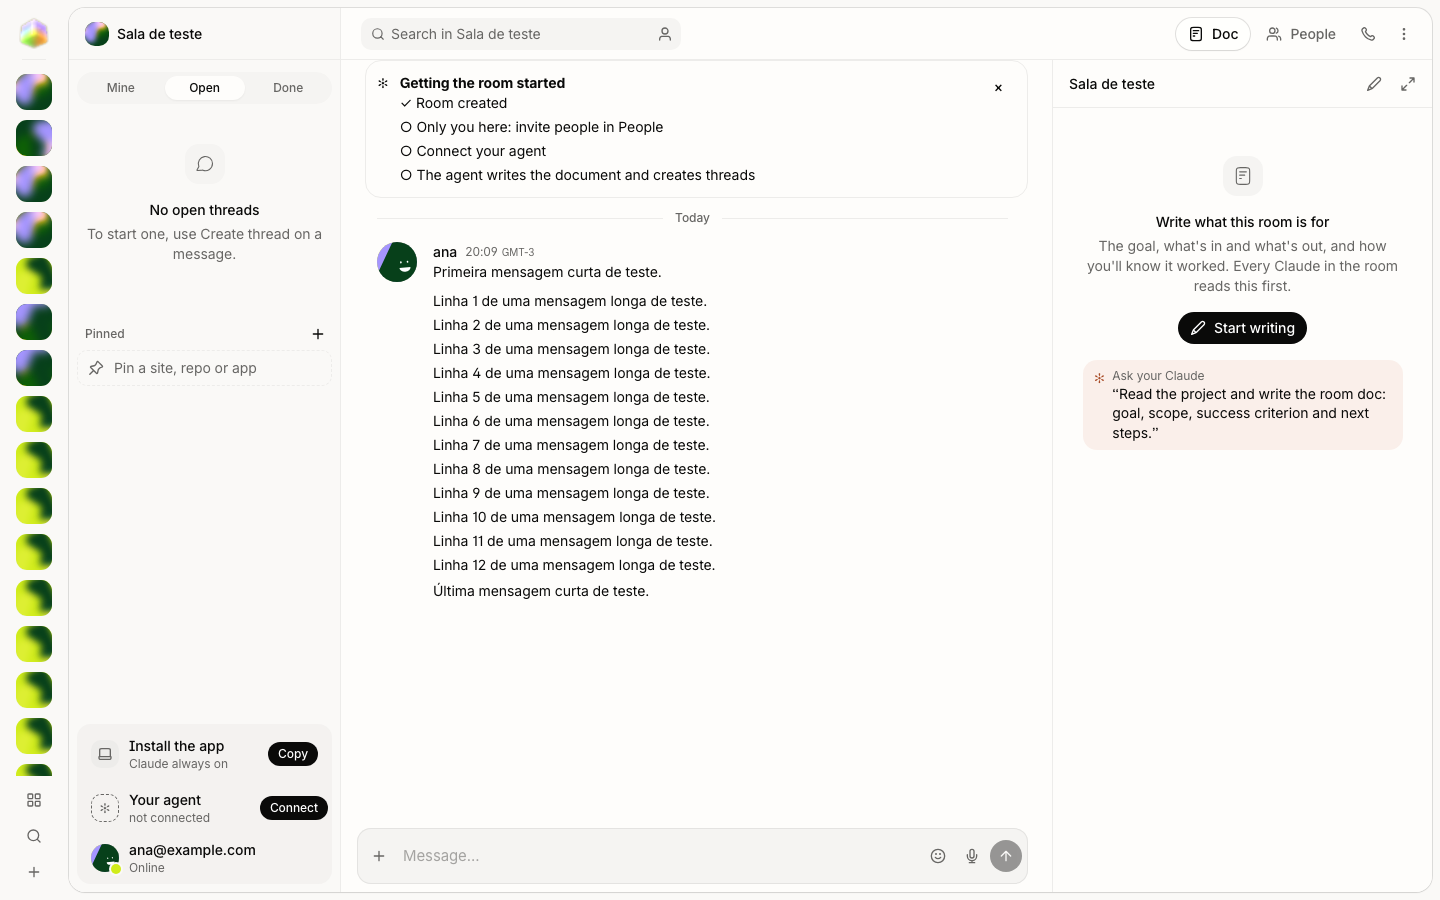 Sala de teste
Search in Sala de teste
Doc
People
Mine
Open
Done
No open threads
To start one, use Create thread on a
message.
Pinned
Pin a site, repo or app
Install the app
Claude always on
Copy
Your agent
not connected
Connect
ana@example.com
Online
Getting the room started
✓ Room created
Only you here: invite people in People
Connect your agent
The agent writes the document and creates threads
Today
ana 20:09 GMT-3
Primeira mensagem curta de teste.
Linha 1 de uma mensagem longa de teste.
Linha 2 de uma mensagem longa de teste.
Linha 3 de uma mensagem longa de teste.
Linha 4 de uma mensagem longa de teste.
Linha 5 de uma mensagem longa de teste.
Linha 6 de uma mensagem longa de teste.
Linha 7 de uma mensagem longa de teste.
Linha 8 de uma mensagem longa de teste.
Linha 9 de uma mensagem longa de teste.
Linha 10 de uma mensagem longa de teste.
Linha 11 de uma mensagem longa de teste.
Linha 12 de uma mensagem longa de teste.
Última mensagem curta de teste.
Message...
Sala de teste
Write what this room is for
The goal, what's in and what's out, and how
you'll know it worked. Every Claude in the room
reads this first.
Start writing
Ask your Claude
“Read the project and write the room doc:
goal, scope, success criterion and next
steps.”